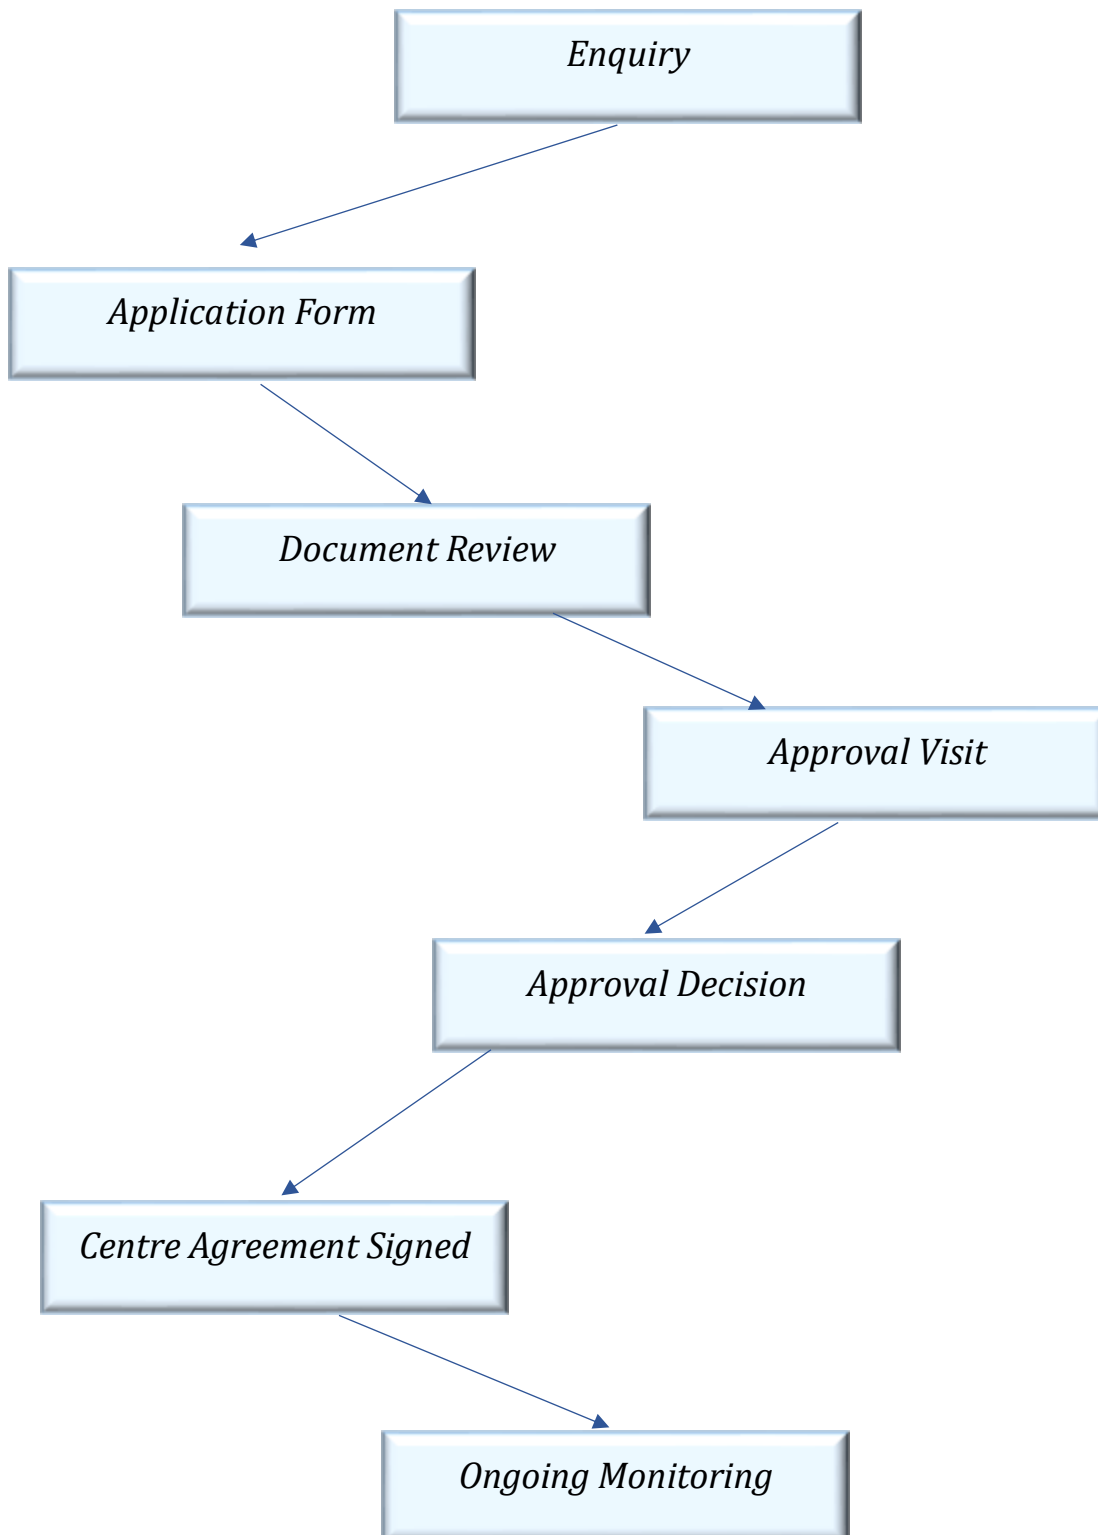 Enquiry
Application Form
Document Review
Approval Visit
Approval Decision
Centre Agreement Signed
Ongoing Monitoring